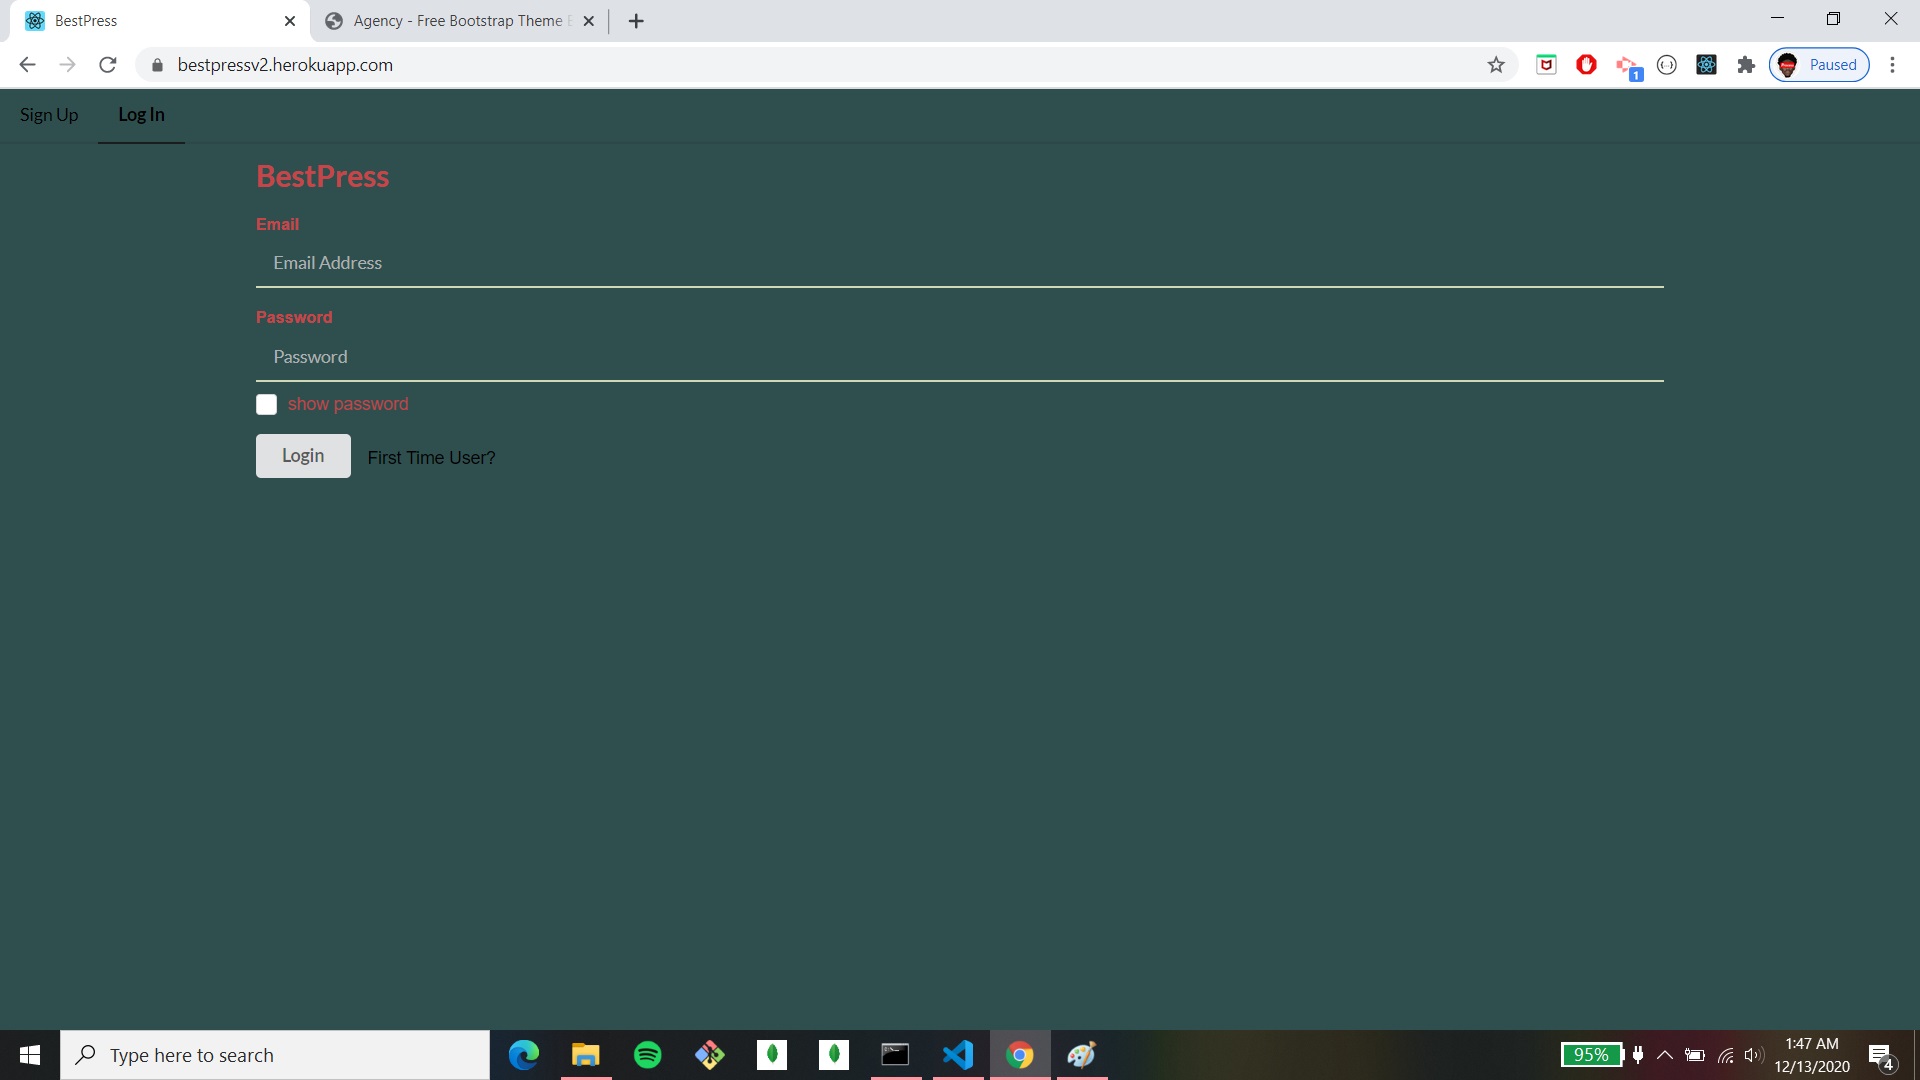 BestPress
Agency - Free Bootstrap Theme
bestpressv2.herokuapp.com
1
Paused
Sign Up
Log In
BestPress
Email
Email Address
Password
Password
show password
Login
First Time User?
Type here to search
95%
1:47 AM
12/13/2020
4